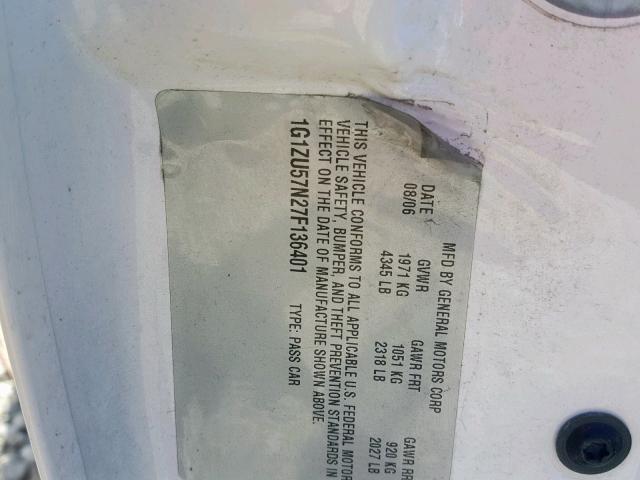 MFD BY GENERAL MOTORS CORP
DATE GVWR GAWR FRT GAWR RR
08/06 1971 KG 1051 KG 920 KG
4345 LB 2318 LB 2027 LB
THIS VEHICLE CONFORMS TO ALL APPLICABLE U.S. FEDERAL MOTOR
VEHICLE SAFETY, BUMPER, AND THEFT PREVENTION STANDARDS IN
EFFECT ON THE DATE OF MANUFACTURE SHOWN ABOVE.
1G1ZU57N27F136401 TYPE: PASS CAR